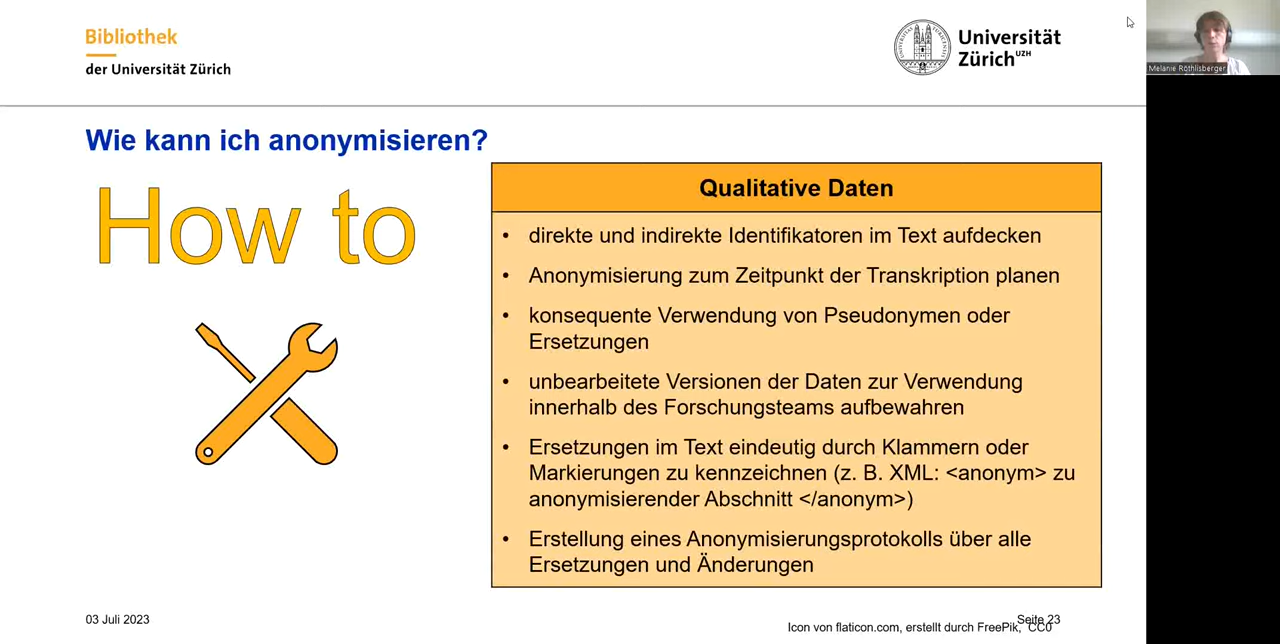 Bibliothek
der Universität Zürich
Universität
Zürich UZH
Melanie Röthlisberger
Wie kann ich anonymisieren?
How to
Qualitative Daten
• direkte und indirekte Identifikatoren im Text aufdecken
• Anonymisierung zum Zeitpunkt der Transkription planen
• konsequente Verwendung von Pseudonymen oder
Ersetzungen
• unbearbeitete Versionen der Daten zur Verwendung
innerhalb des Forschungsteams aufbewahren
• Ersetzungen im Text eindeutig durch Klammern oder
Markierungen zu kennzeichnen (z. B. XML: <anonym> zu
anonymisierender Abschnitt </anonym>)
• Erstellung eines Anonymisierungsprotokolls über alle
Ersetzungen und Änderungen
03 Juli 2023
Seite 23
Icon von flaticon.com, erstellt durch FreePik, CC0